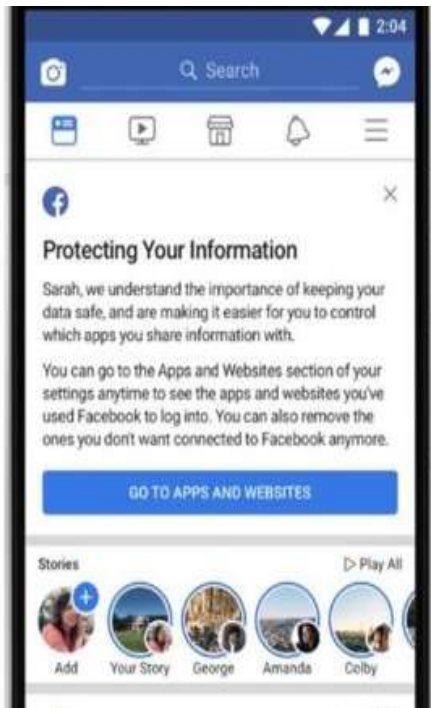 2:04
Search
Protecting Your Information
Sarah, we understand the importance of keeping your
data safe, and are making it easier for you to control
which apps you share information with.
You can go to the Apps and Websites section of your
settings anytime to see the apps and websites you've
used Facebook to log into. You can also remove the
ones you don't want connected to Facebook anymore.
GO TO APPS AND WEBSITES
Stories Play All
Add Your Story George Amanda Colby